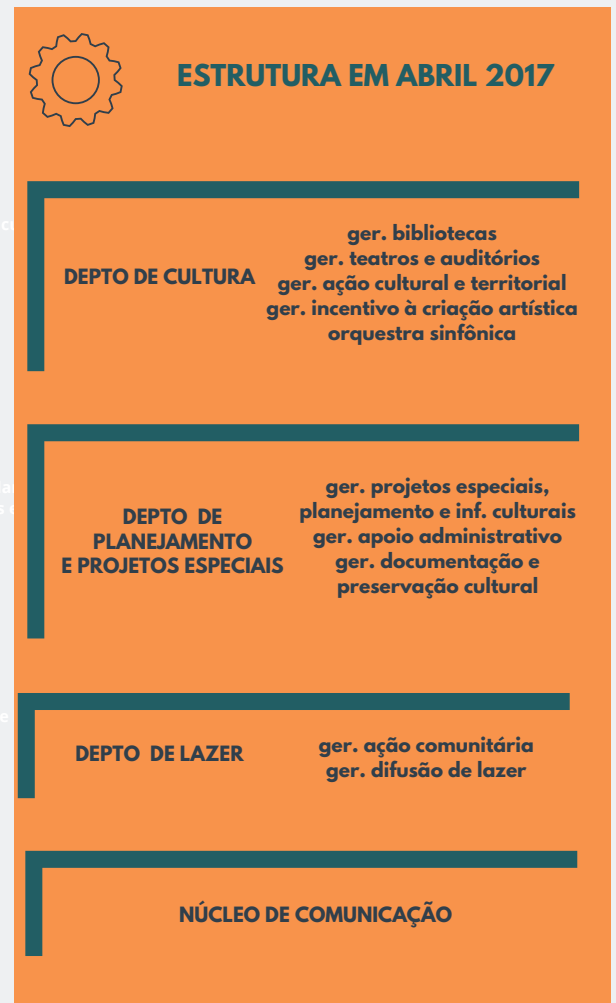 ESTRUTURA EM ABRIL 2017
DEPTO DE CULTURA
ger. bibliotecas
ger. teatros e auditórios
ger. ação cultural e territorial
ger. incentivo à criação artística
orquestra sinfônica
DEPTO DE
PLANEJAMENTO
E PROJETOS ESPECIAIS
ger. projetos especiais,
planejamento e inf. culturais
ger. apoio administrativo
ger. documentação e
preservação cultural
DEPTO DE LAZER
ger. ação comunitária
ger. difusão de lazer
NÚCLEO DE COMUNICAÇÃO